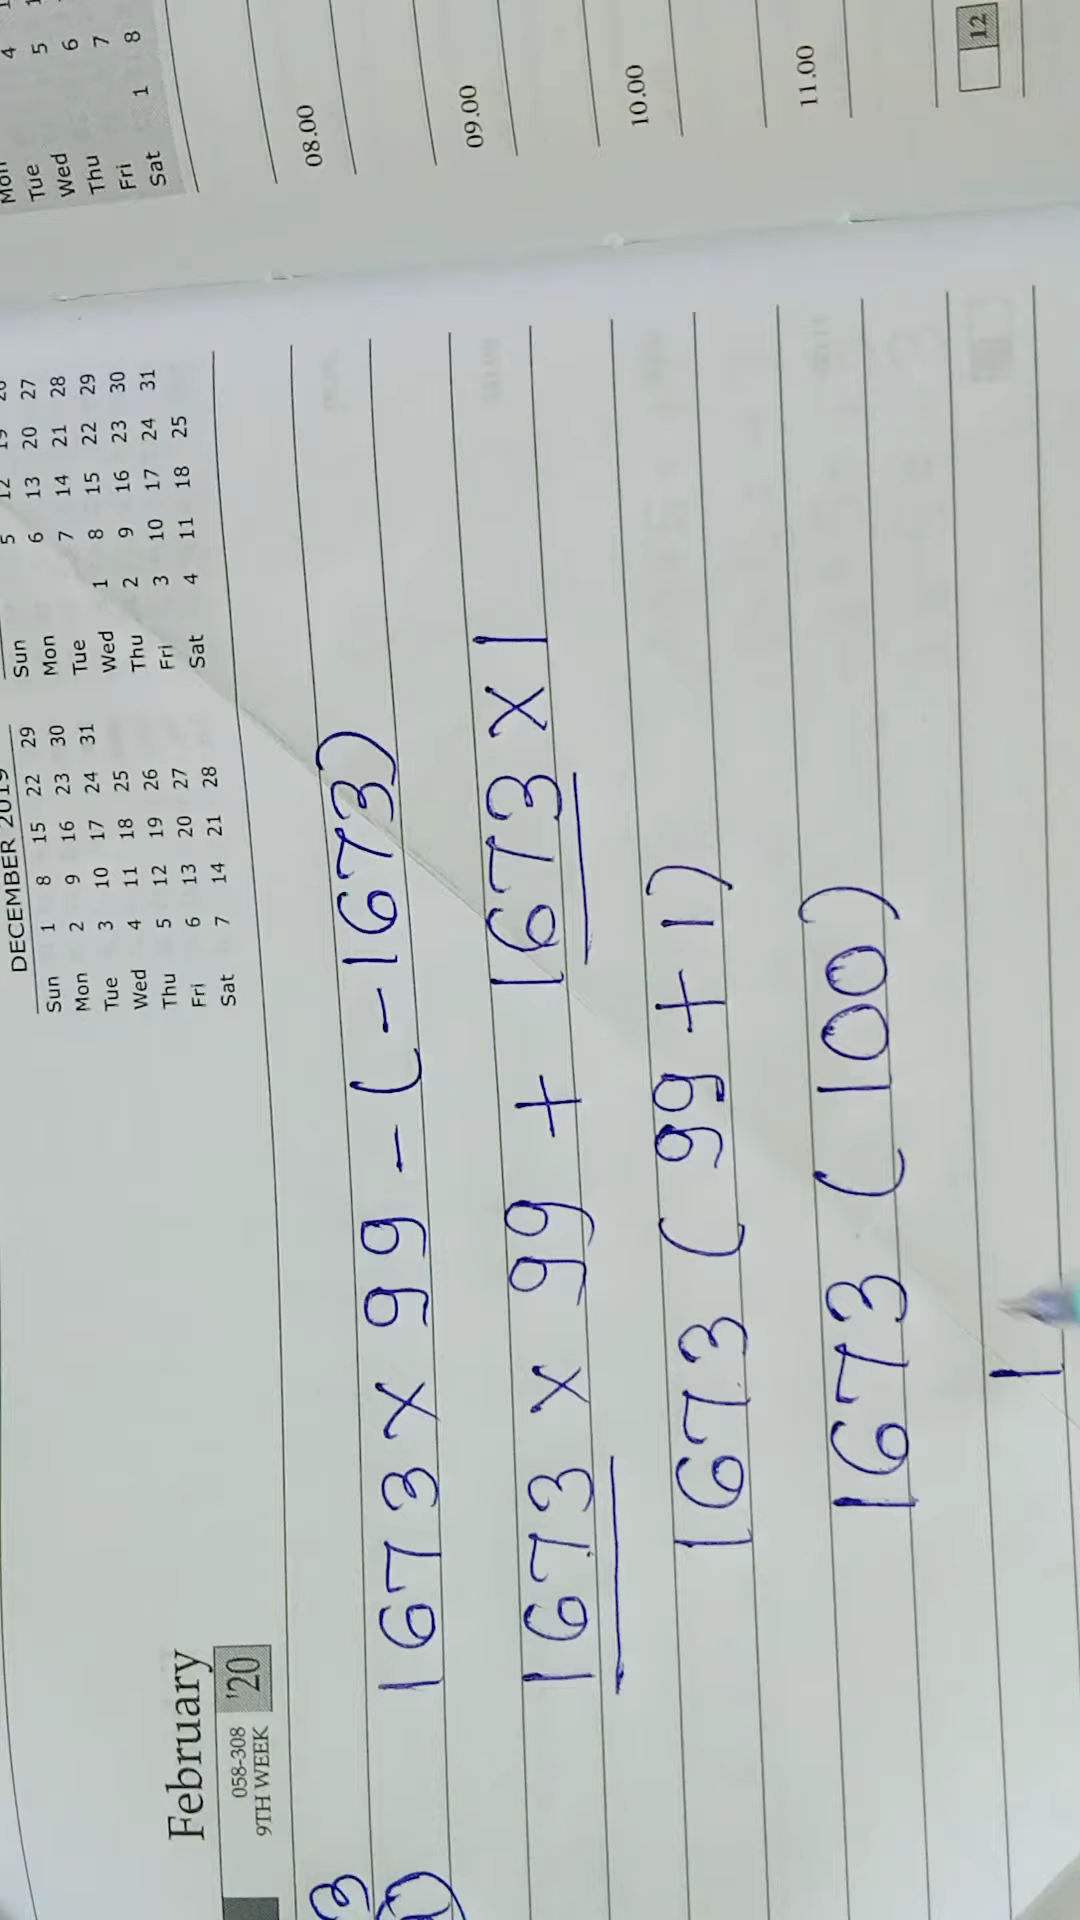 Mon
Tue
Wed
Thu
Fri
Sat 1 8
4
5
6
7
08.00
09.00
10.00
11.00
12
DECEMBER 2019
Sun 1 8 15 22 29
Mon 2 9 16 23 30
Tue 3 10 17 24 31
Wed 4 11 18 25
Thu 5 12 19 26
Fri 6 13 20 27
Sat 7 14 21 28
Sun 5 12 19 26
Mon 6 13 20 27
Tue 7 14 21 28
Wed 1 8 15 22 29
Thu 2 9 16 23 30
Fri 3 10 17 24 31
Sat 4 11 18 25
February
058-308
9TH WEEK
'20
3
1673 × 99 - (-1673)
1673 × 99 + 1673 × 1
1673 (99 + 1)
1673 (100)
1